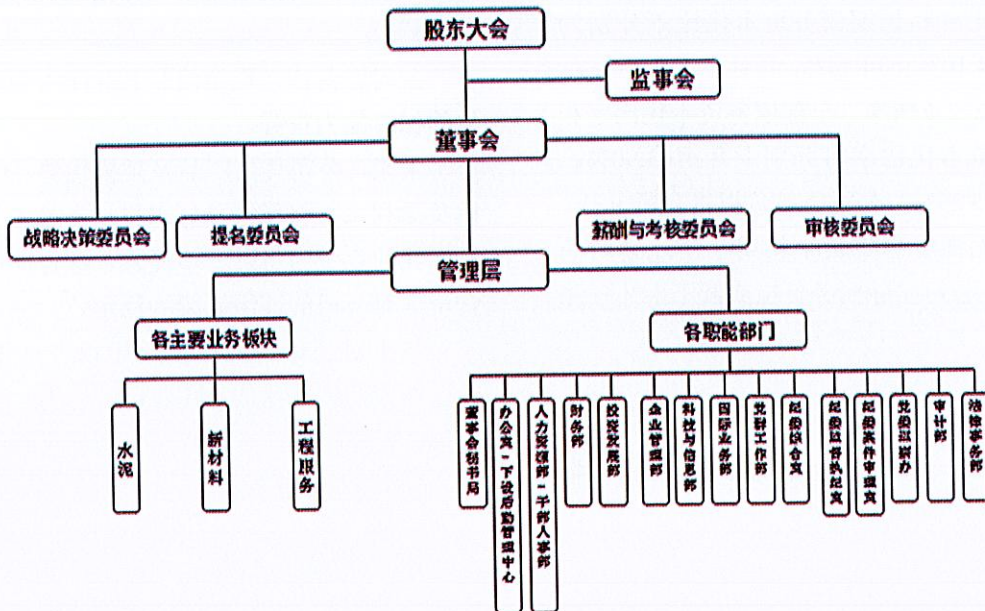 股东大会
监事会
董事会
战略决策委员会
提名委员会
薪酬与考核委员会
审核委员会
管理层
各主要业务板块
各职能部门
水泥
新材料
工程服务
董事会秘书局
办公室-下设后勤管理中心
人力资源部-干部人事部
财务部
投资发展部
企业管理部
科技与信息部
国际业务部
党群工作部
纪委综合室
纪委监督执纪室
纪委案件审理室
党委巡察办
审计部
法律事务部